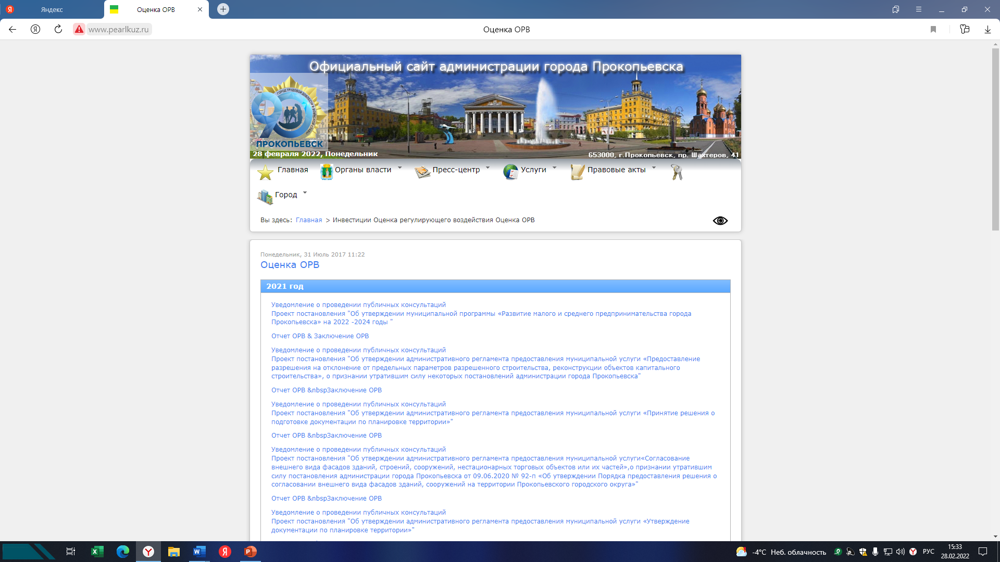 Яндекс
Оценка ОРВ
www.pearlkuz.ru
Оценка ОРВ
Официальный сайт администрации города Прокопьевска
ГОРОД ТРУДОВОЙ ДОБЛЕСТИ И ВОИНСКОЙ СЛАВЫ
90
ПРОКОПЬЕВСК
28 февраля 2022, Понедельник
653000, г.Прокопьевск, пр. Шахтеров, 41
Главная Органы власти Пресс-центр Услуги Правовые акты
Город
Вы здесь: Главная > Инвестиции Оценка регулирующего воздействия Оценка ОРВ
Понедельник, 31 Июль 2017 11:22
Оценка ОРВ
2021 год
Уведомление о проведении публичных консультаций
Проект постановления "Об утверждении муниципальной программы «Развитие малого и среднего предпринимательства города
Прокопьевска» на 2022 -2024 годы "
Отчет ОРВ & Заключение ОРВ
Уведомление о проведении публичных консультаций
Проект постановления "Об утверждении административного регламента предоставления муниципальной услуги «Предоставление
разрешения на отклонение от предельных параметров разрешенного строительства, реконструкции объектов капитального
строительства», о признании утратившим силу некоторых постановлений администрации города Прокопьевска"
Отчет ОРВ &nbspЗаключение ОРВ
Уведомление о проведении публичных консультаций
Проект постановления "Об утверждении административного регламента предоставления муниципальной услуги «Принятие решения о
подготовке документации по планировке территории»"
Отчет ОРВ &nbspЗаключение ОРВ
Уведомление о проведении публичных консультаций
Проект постановления "Об утверждении административного регламента предоставления муниципальной услуги«Согласование
внешнего вида фасадов зданий, строений, сооружений, нестационарных торговых объектов или их частей»,о признании утратившим
силу постановления администрации города Прокопьевска от 09.06.2020 № 92-п «Об утверждении Порядка предоставления решения о
согласовании внешнего вида фасадов зданий, сооружений на территории Прокопьевского городского округа»"
Отчет ОРВ &nbspЗаключение ОРВ
Уведомление о проведении публичных консультаций
Проект постановления "Об утверждении административного регламента предоставления муниципальной услуги «Утверждение
документации по планировке территории»"
-4°C Неб. облачность
РУС
15:33
28.02.2022